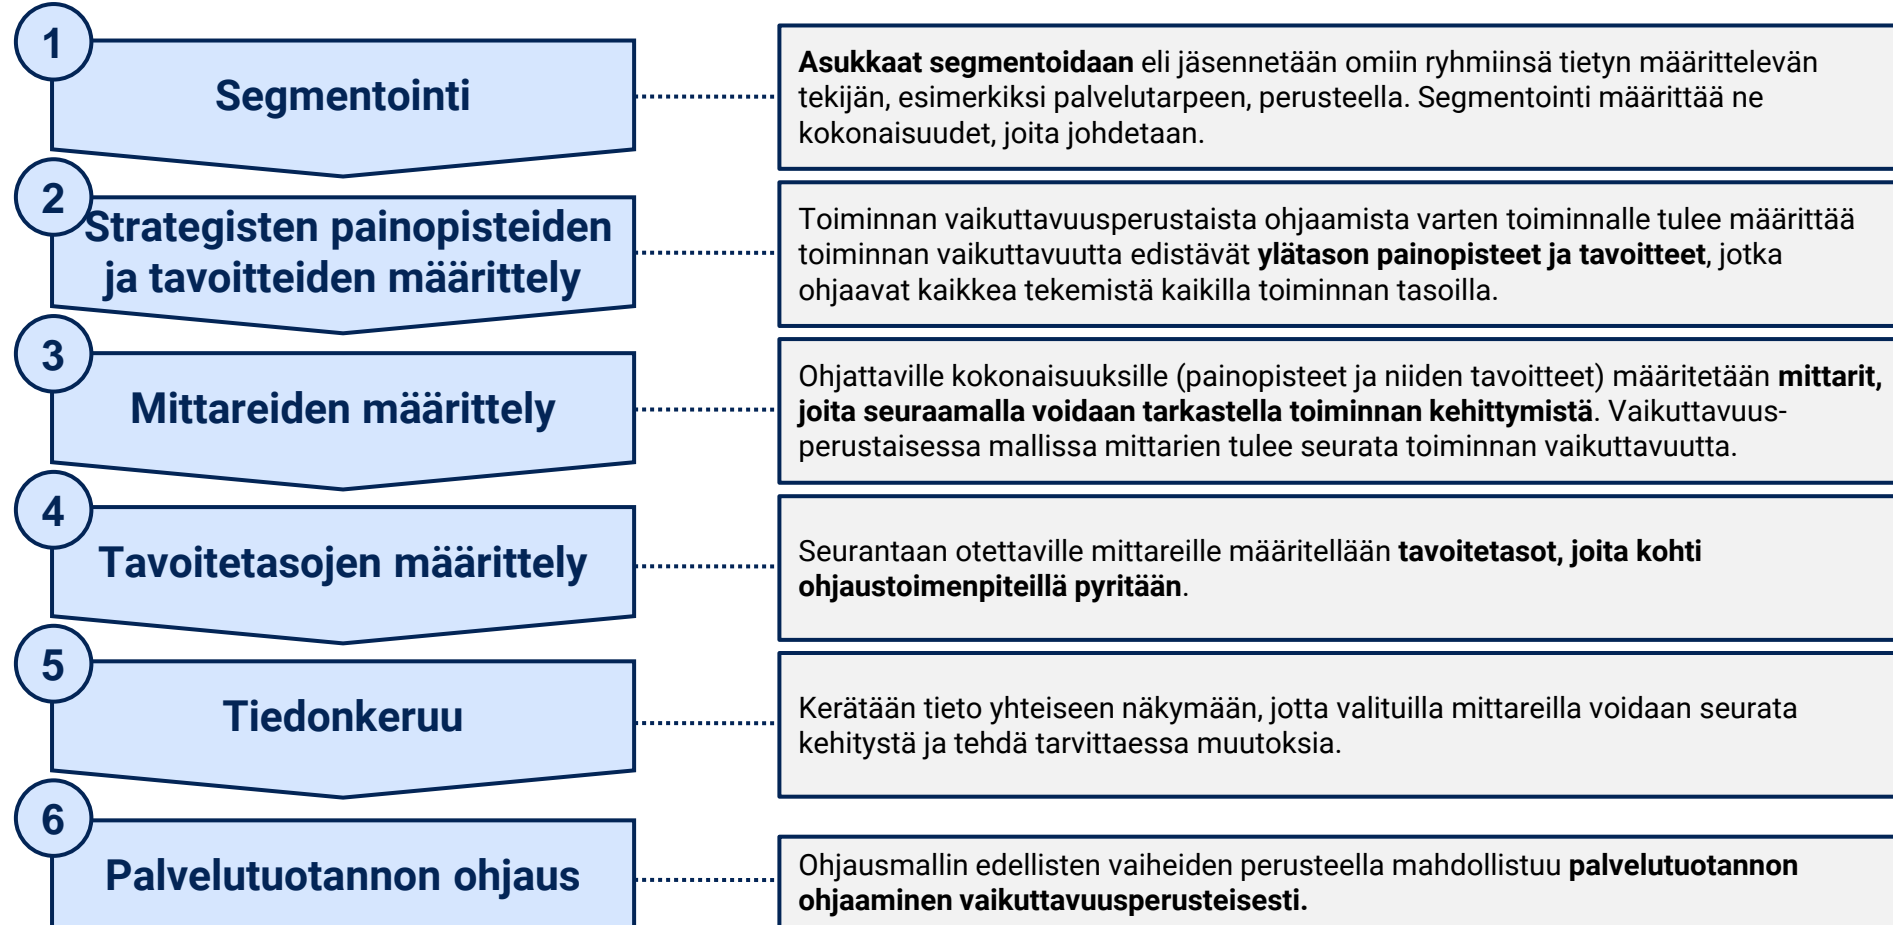 1
Segmentointi
Asukkaat segmentoidaan eli jäsennetään omiin ryhmiinsä tietyn määrittelevän
tekijän, esimerkiksi palvelutarpeen, perusteella. Segmentointi määrittää ne
kokonaisuudet, joita johdetaan.
2
Strategisten painopisteiden
ja tavoitteiden määrittely
Toiminnan vaikuttavuusperustaista ohjaamista varten toiminnalle tulee määrittää
toiminnan vaikuttavuutta edistävät ylätason painopisteet ja tavoitteet, jotka
ohjaavat kaikkea tekemistä kaikilla toiminnan tasoilla.
3
Mittareiden määrittely
Ohjattaville kokonaisuuksille (painopisteet ja niiden tavoitteet) määritetään mittarit,
joita seuraamalla voidaan tarkastella toiminnan kehittymistä. Vaikuttavuus-
perustaisessa mallissa mittarien tulee seurata toiminnan vaikuttavuutta.
4
Tavoitetasojen määrittely
Seurantaan otettaville mittareille määritellään tavoitetasot, joita kohti
ohjaustoimenpiteillä pyritään.
5
Tiedonkeruu
Kerätään tieto yhteiseen näkymään, jotta valituilla mittareilla voidaan seurata
kehitystä ja tehdä tarvittaessa muutoksia.
6
Palvelutuotannon ohjaus
Ohjausmallin edellisten vaiheiden perusteella mahdollistuu palvelutuotannon
ohjaaminen vaikuttavuusperusteisesti.